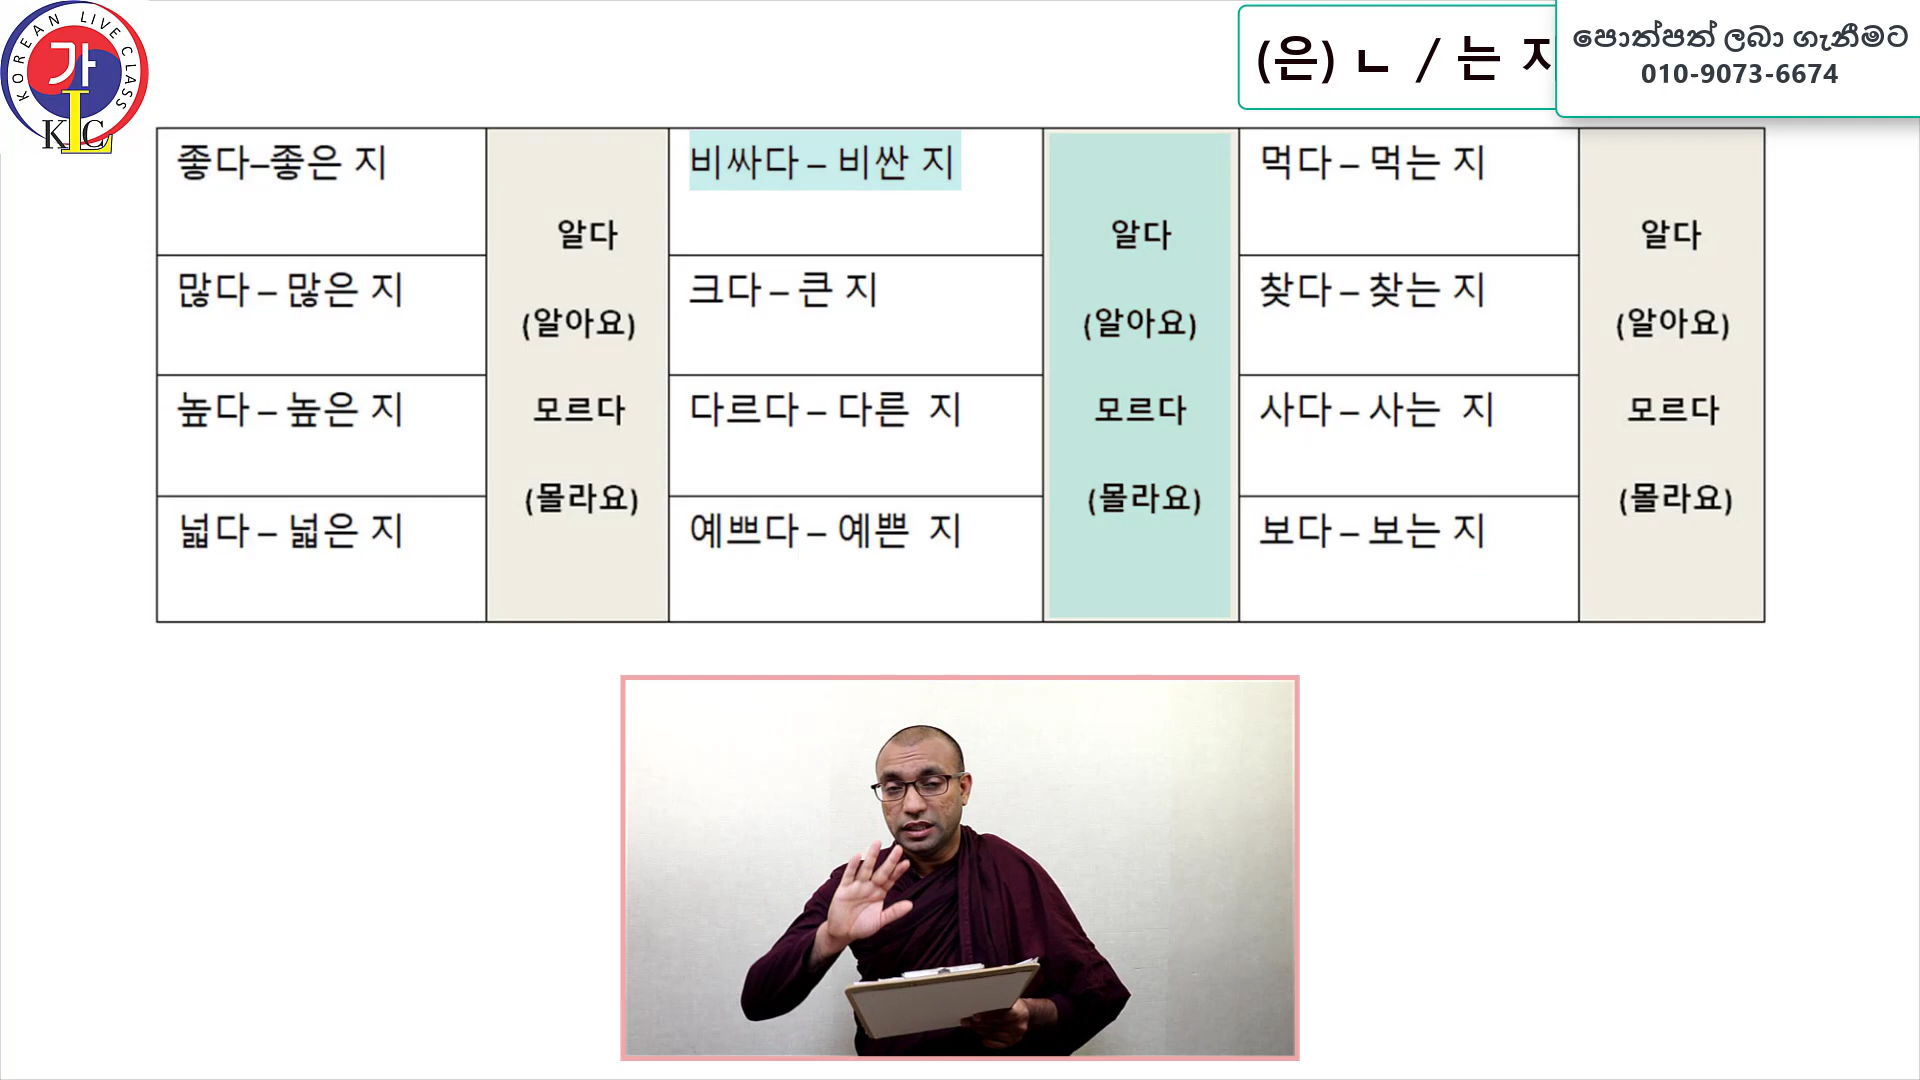 KOREAN LIVE CLASS
가
KLC
(은) ㄴ / 는 지
පොත්පත් ලබා ගැනීමට
010-9073-6674
좋다–좋은 지
비싸다 – 비싼 지
먹다 – 먹는 지
알다
알다
알다
많다 – 많은 지
크다 – 큰 지
찾다 – 찾는 지
(알아요)
(알아요)
(알아요)
높다 – 높은 지
다르다 – 다른 지
사다 – 사는 지
모르다
모르다
모르다
(몰라요)
(몰라요)
(몰라요)
넓다 – 넓은 지
예쁘다 – 예쁜 지
보다 – 보는 지